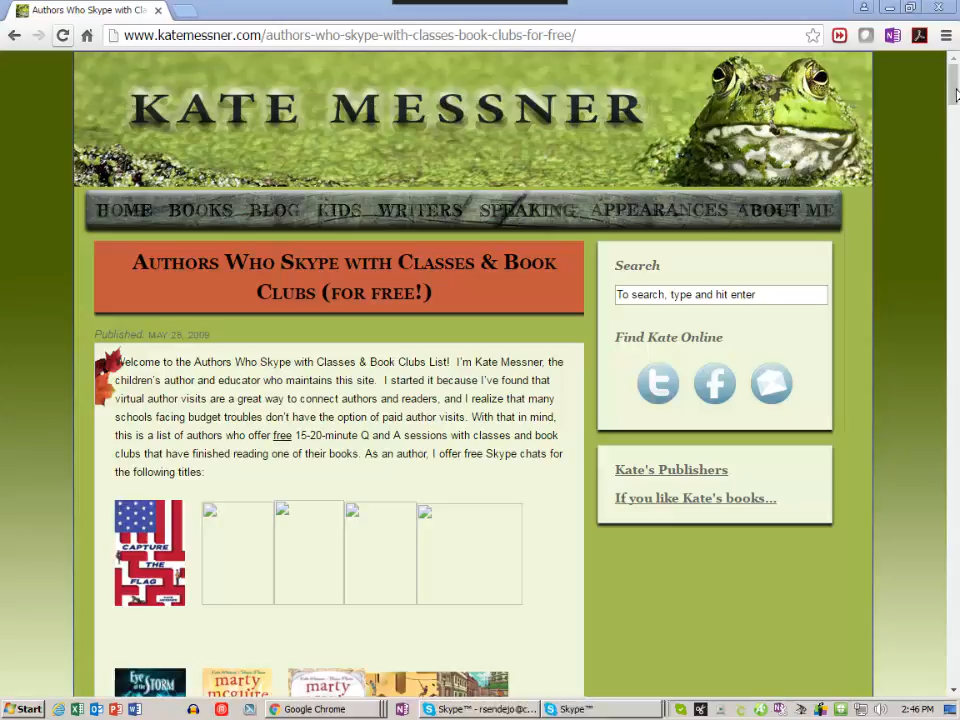 Authors Who Skype with Cla
www.katemessner.com/authors-who-skype-with-classes-book-clubs-for-free/
KATE MESSNER
HOME BOOKS BLOG KIDS WRITERS SPEAKING APPEARANCES ABOUT ME
Authors Who Skype with Classes & Book
Clubs (for free!)
Published: MAY 28, 2009
Welcome to the Authors Who Skype with Classes & Book Clubs List! I'm Kate Messner, the
children's author and educator who maintains this site. I started it because I've found that
virtual author visits are a great way to connect authors and readers, and I realize that many
schools facing budget troubles don't have the option of paid author visits. With that in mind,
this is a list of authors who offer free 15-20-minute Q and A sessions with classes and book
clubs that have finished reading one of their books. As an author, I offer free Skype chats for
the following titles:
CAPTURE
THE
FLAG
Eye
of the STORM
marty
mcguire
marty
Search
To search, type and hit enter
Find Kate Online
Kate's Publishers
If you like Kate's books...
Start
Google Chrome
Skype™ - rsendejo@c...
Skype™
2:46 PM